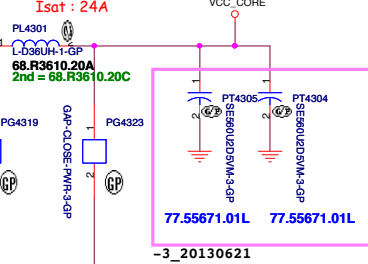 Isat : 24A
VCC_CORE
PL4301
1
L-D36UH-1-GP
68.R3610.20A
2nd = 68.R3610.20C
PT4305
PT4304
1
1
2
2
G/P
G/P
SE560U2D5VM-3-GP
SE560U2D5VM-3-GP
PG4319
PG4323
GAP-CLOSE-PWR-3-GP
1
2
GP
GP
77.55671.01L
77.55671.01L
-3_20130621